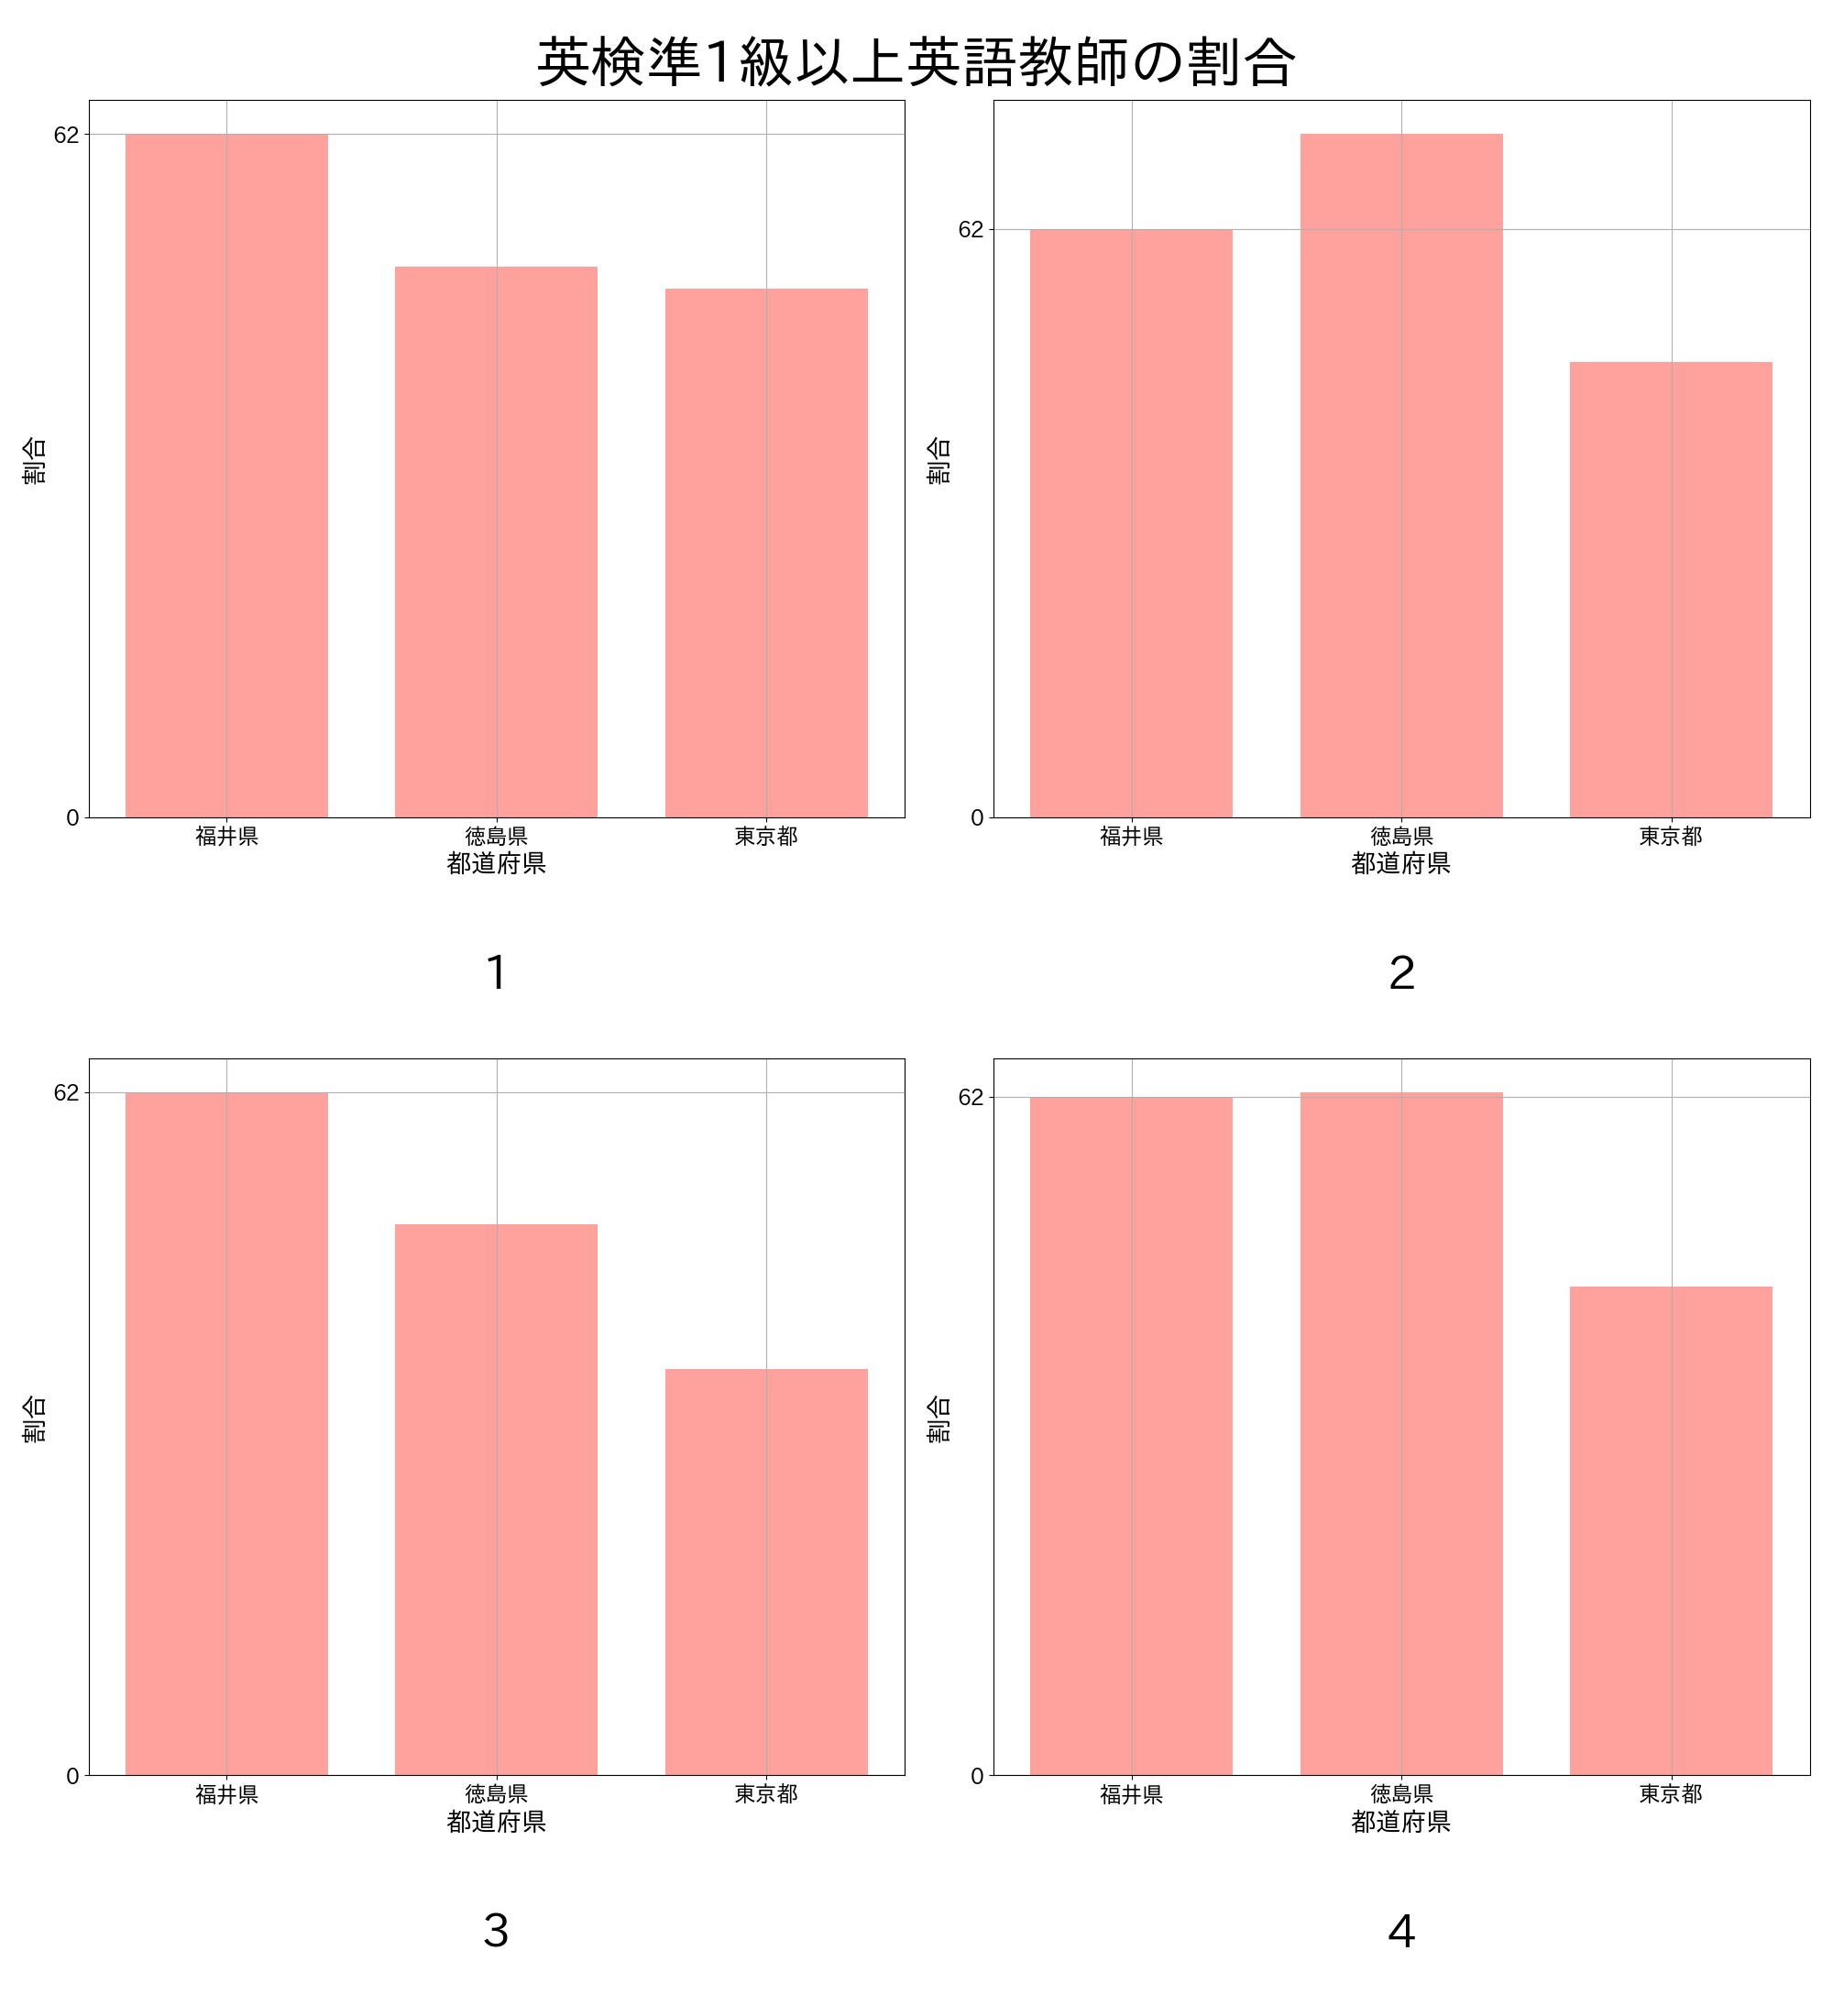 英検準1級以上英語教師の割合
62
割合
0
福井県 徳島県 東京都
都道府県
1
62
割合
0
福井県 徳島県 東京都
都道府県
2
62
割合
0
福井県 徳島県 東京都
都道府県
3
62
割合
0
福井県 徳島県 東京都
都道府県
4